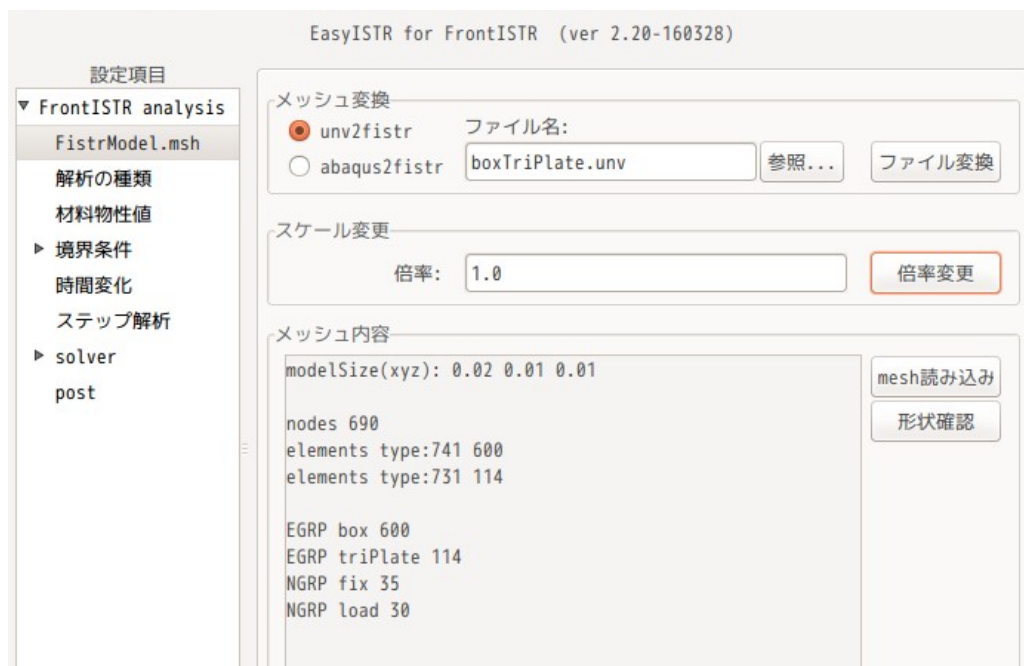 EasyISTR for FrontISTR (ver 2.20-160328)
設定項目
FrontISTR analysis
FistrModel.msh
解析の種類
材料物性値
境界条件
時間変化
ステップ解析
solver
post
メッシュ変換
unv2fistr
ファイル名:
abaqus2fistr
boxTriPlate.unv
参照...
ファイル変換
スケール変更
倍率:
1.0
倍率変更
メッシュ内容
modelSize(xyz): 0.02 0.01 0.01
nodes 690
elements type:741 600
elements type:731 114
EGRP box 600
EGRP triPlate 114
NGRP fix 35
NGRP load 30
mesh読み込み
形状確認